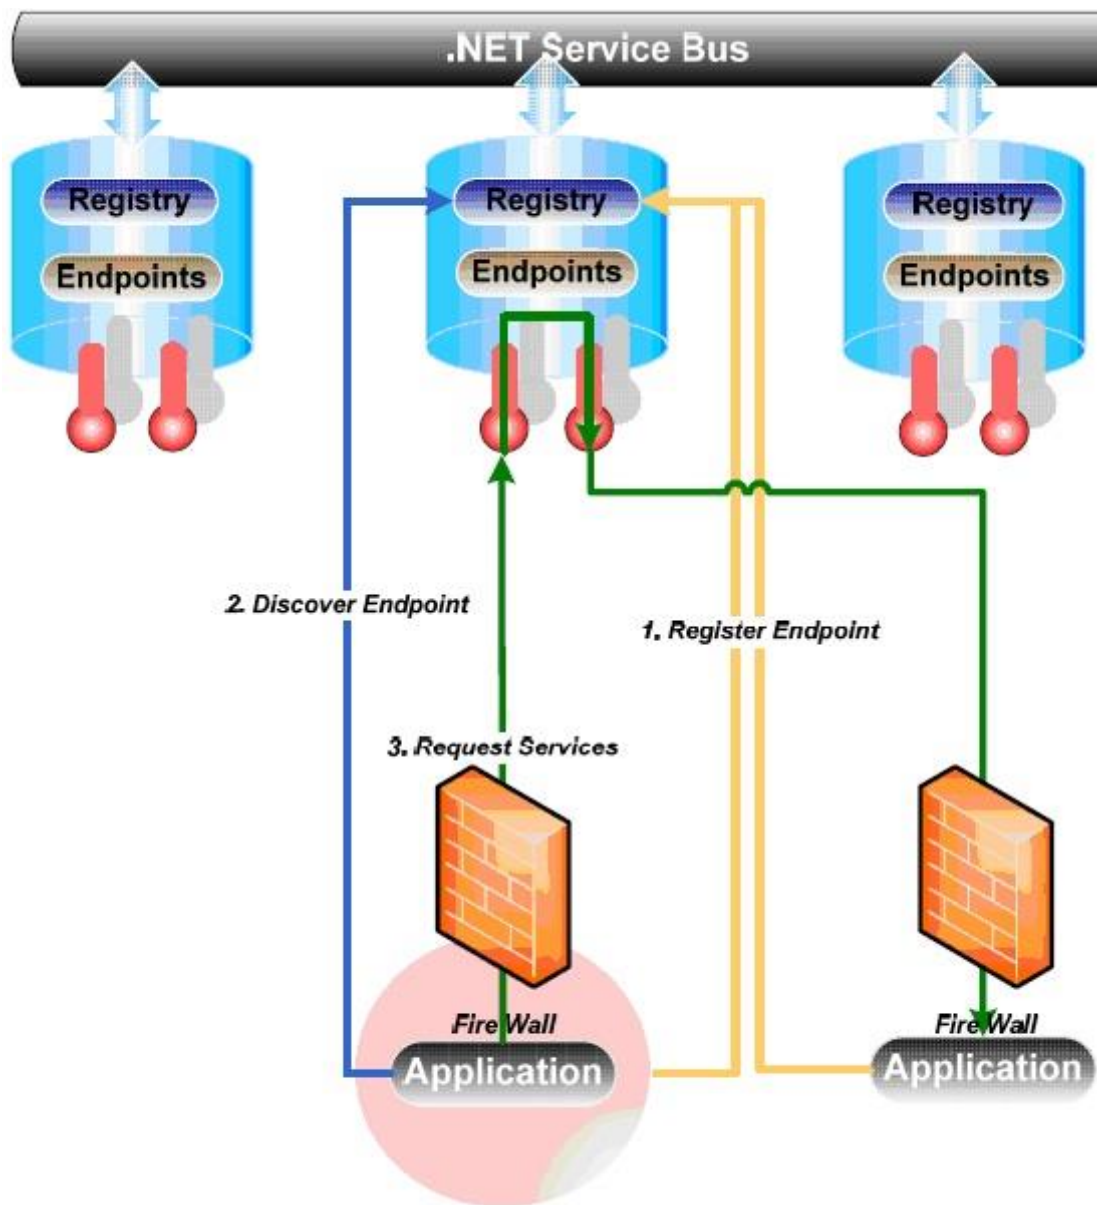 .NET Service Bus
Registry
Registry
Registry
Endpoints
Endpoints
Endpoints
2. Discover Endpoint
1. Register Endpoint
3. Request Services
Fire Wall
Fire Wall
Application
Application